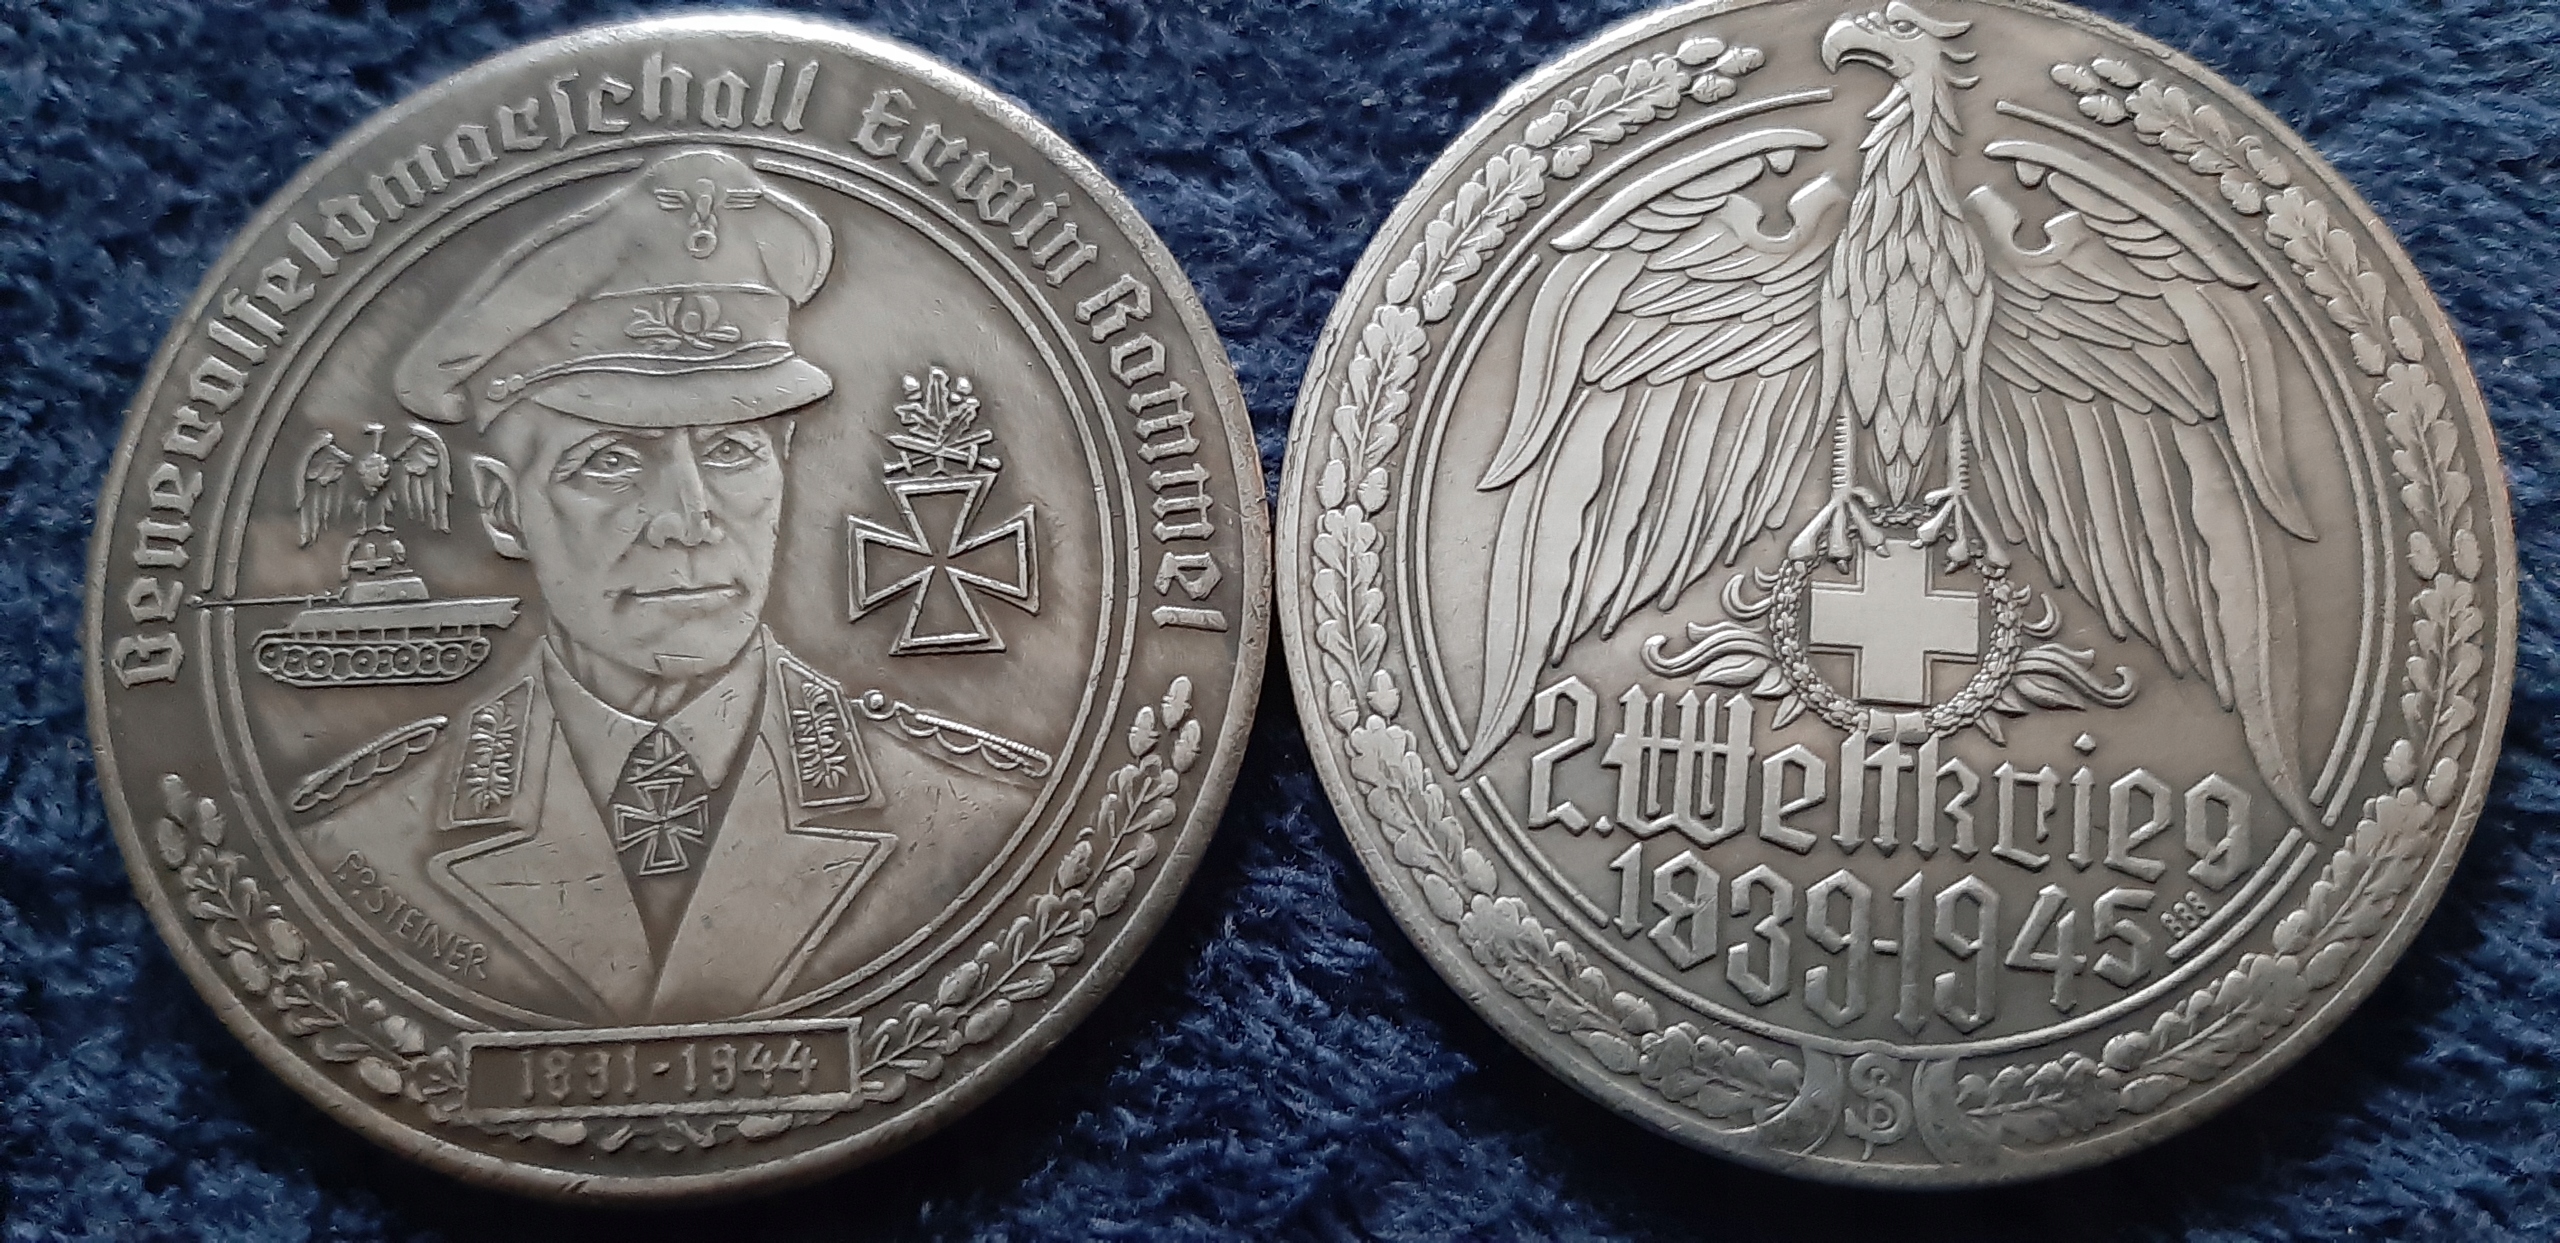 Generalfeldmarschall Erwin Rommel
STEINER
1891-1944
2. Weltkrieg
1939-1945